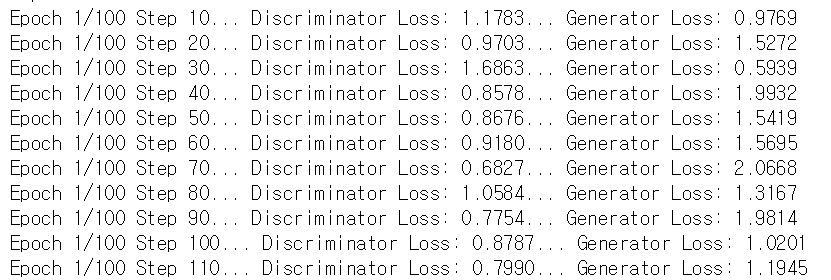 Epoch 1/100 Step 10... Discriminator Loss: 1.1783... Generator Loss: 0.9769
Epoch 1/100 Step 20... Discriminator Loss: 0.9703... Generator Loss: 1.5272
Epoch 1/100 Step 30... Discriminator Loss: 1.6863... Generator Loss: 0.5939
Epoch 1/100 Step 40... Discriminator Loss: 0.8578... Generator Loss: 1.9932
Epoch 1/100 Step 50... Discriminator Loss: 0.8676... Generator Loss: 1.5419
Epoch 1/100 Step 60... Discriminator Loss: 0.9180... Generator Loss: 1.5695
Epoch 1/100 Step 70... Discriminator Loss: 0.6827... Generator Loss: 2.0668
Epoch 1/100 Step 80... Discriminator Loss: 1.0584... Generator Loss: 1.3167
Epoch 1/100 Step 90... Discriminator Loss: 0.7754... Generator Loss: 1.9814
Epoch 1/100 Step 100... Discriminator Loss: 0.8787... Generator Loss: 1.0201
Epoch 1/100 Step 110... Discriminator Loss: 0.7990... Generator Loss: 1.1945